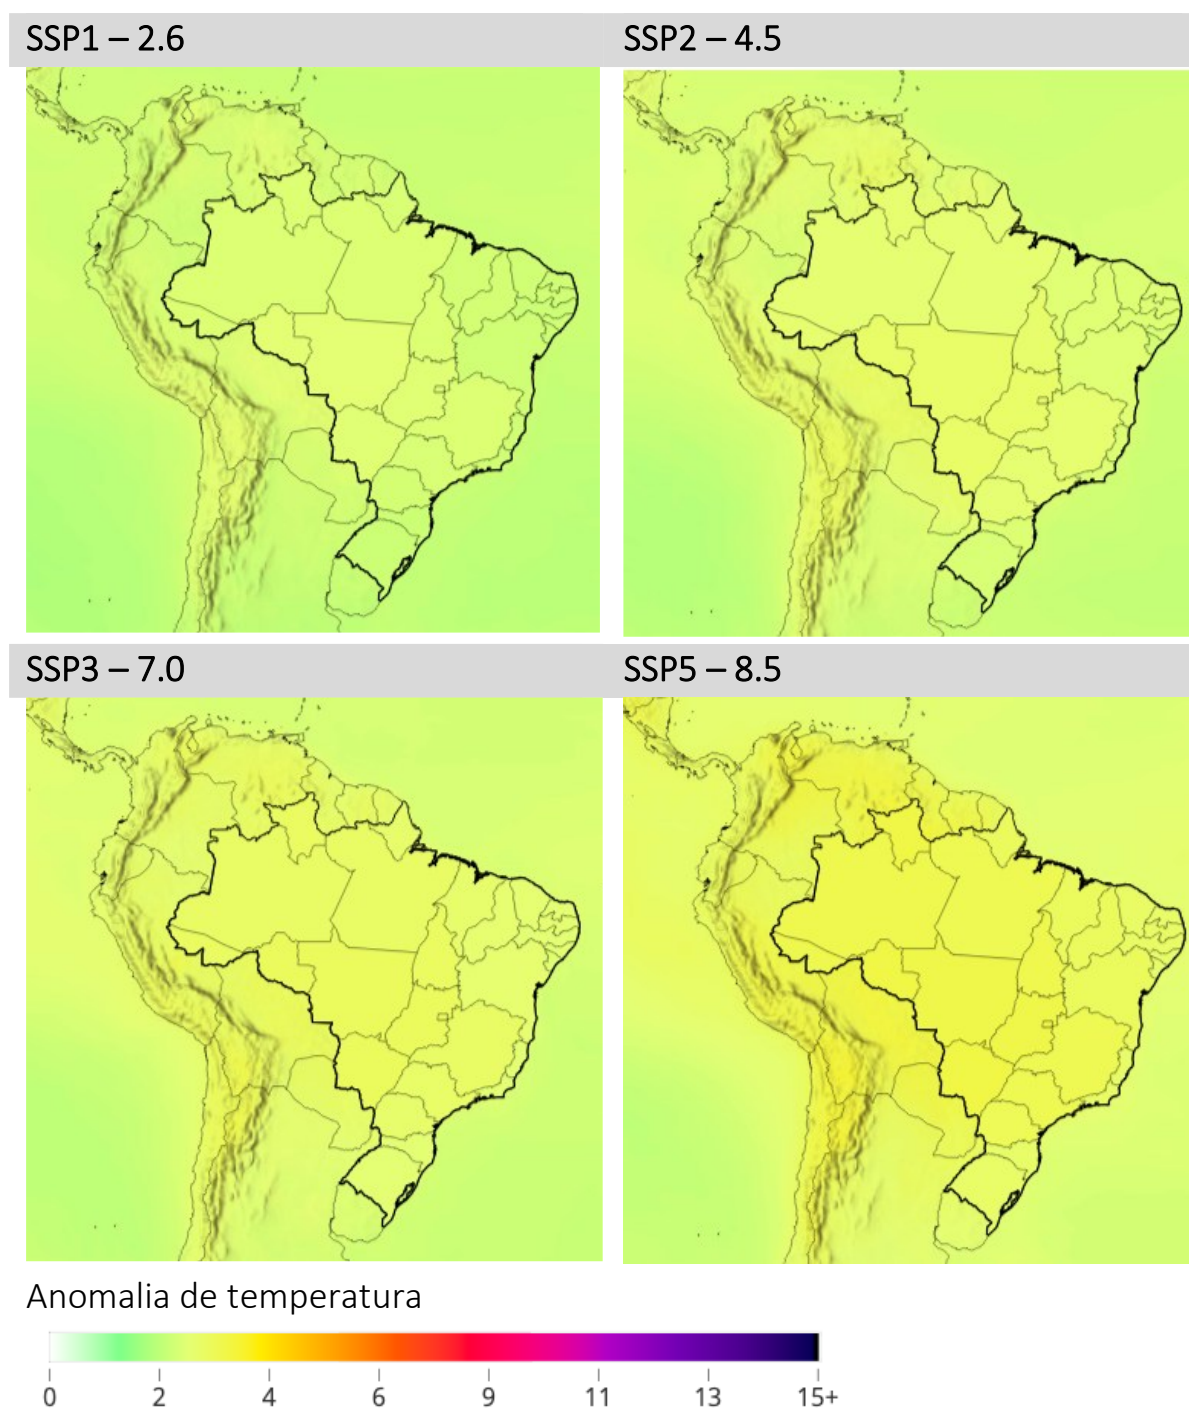 SSP1 – 2.6
SSP2 – 4.5
SSP3 – 7.0
SSP5 – 8.5
Anomalia de temperatura
0 2 4 6 9 11 13 15+